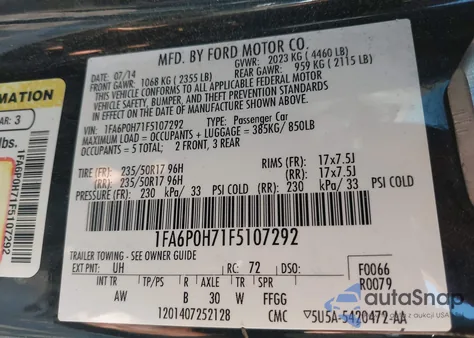 MFD. BY FORD MOTOR CO.
DATE: 07/14 GVWR: 2023 KG ( 4460 LB)
FRONT GAWR: 1068 KG ( 2355 LB) REAR GAWR: 959 KG ( 2115 LB)
THIS VEHICLE CONFORMS TO ALL APPLICABLE FEDERAL MOTOR VEHICLE
SAFETY, BUMPER, AND THEFT PREVENTION STANDARDS IN EFFECT ON THE
DATE OF MANUFACTURE SHOWN ABOVE.
VIN: 1FA6P0H71F5107292 TYPE: Passenger Car
MAXIMUM LOAD = OCCUPANTS + LUGGAGE = 385KG / 850LB
OCCUPANTS = 5 TOTAL: 2 FRONT, 3 REAR
TIRE (FR): 235/50R17 96H RIMS (FR): 17x7.5J
(RR): 235/50R17 96H (RR): 17x7.5J
PRESSURE (FR): 230 kPa/ 33 PSI COLD (RR): 230 kPa/ 33 PSI COLD
1FA6P0H71F5107292
TRAILER TOWING - SEE OWNER GUIDE
EXT PNT: UH RC: 72 DSO: F0066
R0079
INT TR TP/PS R AXLE TR SPR
AW B 30 W FFGG
1201407252128 CMC 5U5A-5420472-AA
MATION
AR: 3
lbs.
1FA6P0H71F5107292
autoSnap